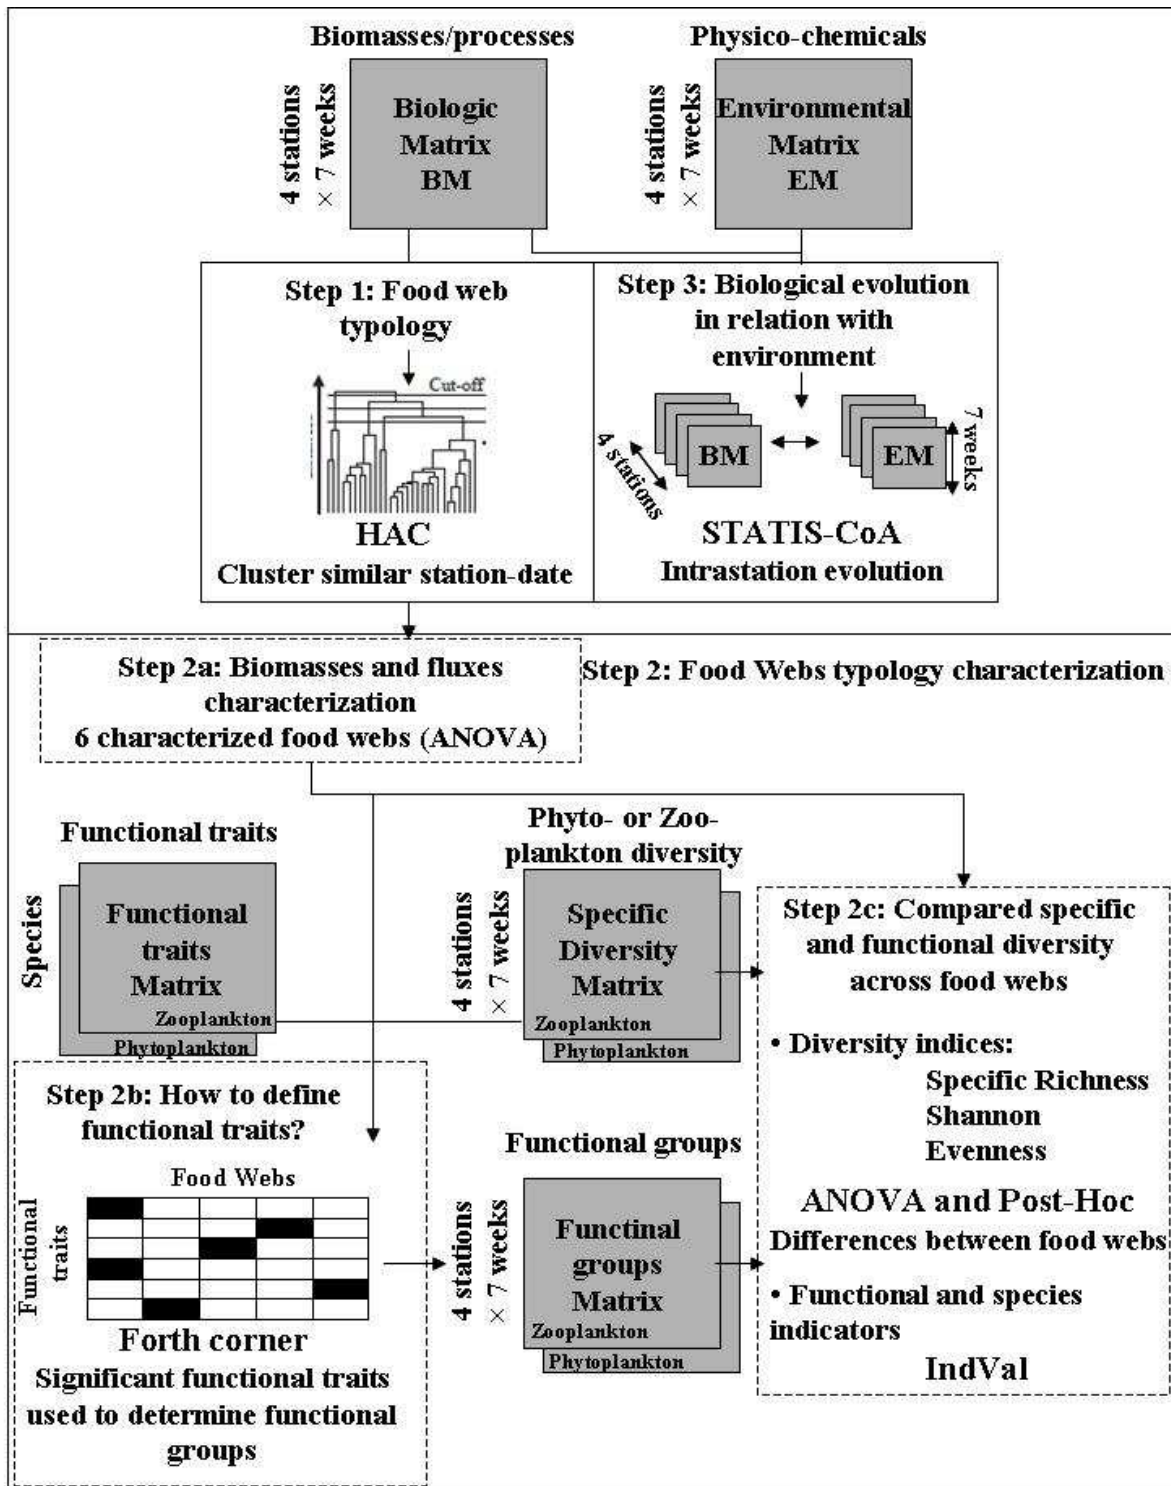 Biomasses/processes
Physico-chemicals
4 stations
× 7 weeks
Biologic
Matrix
BM
4 stations
× 7 weeks
Environmental
Matrix
EM
Step 1: Food web
typology
Cut-off
HAC
Cluster similar station-date
Step 3: Biological evolution
in relation with
environment
4 stations
BM
EM
7 weeks
STATIS-CoA
Intrastation evolution
Step 2a: Biomasses and fluxes
characterization
6 characterized food webs (ANOVA)
Step 2: Food Webs typology characterization
Functional traits
Species
Functional
traits
Matrix
Zooplankton
Phytoplankton
Phyto- or Zoo-
plankton diversity
4 stations
× 7 weeks
Specific
Diversity
Matrix
Zooplankton
Phytoplankton
Step 2c: Compared specific
and functional diversity
across food webs
• Diversity indices:
Specific Richness
Shannon
Evenness
ANOVA and Post-Hoc
Differences between food webs
• Functional and species
indicators
IndVal
Step 2b: How to define
functional traits?
Food Webs
Functional
traits
Forth corner
Significant functional traits
used to determine functional
groups
Functional groups
4 stations
× 7 weeks
Functinal
groups
Matrix
Zooplankton
Phytoplankton